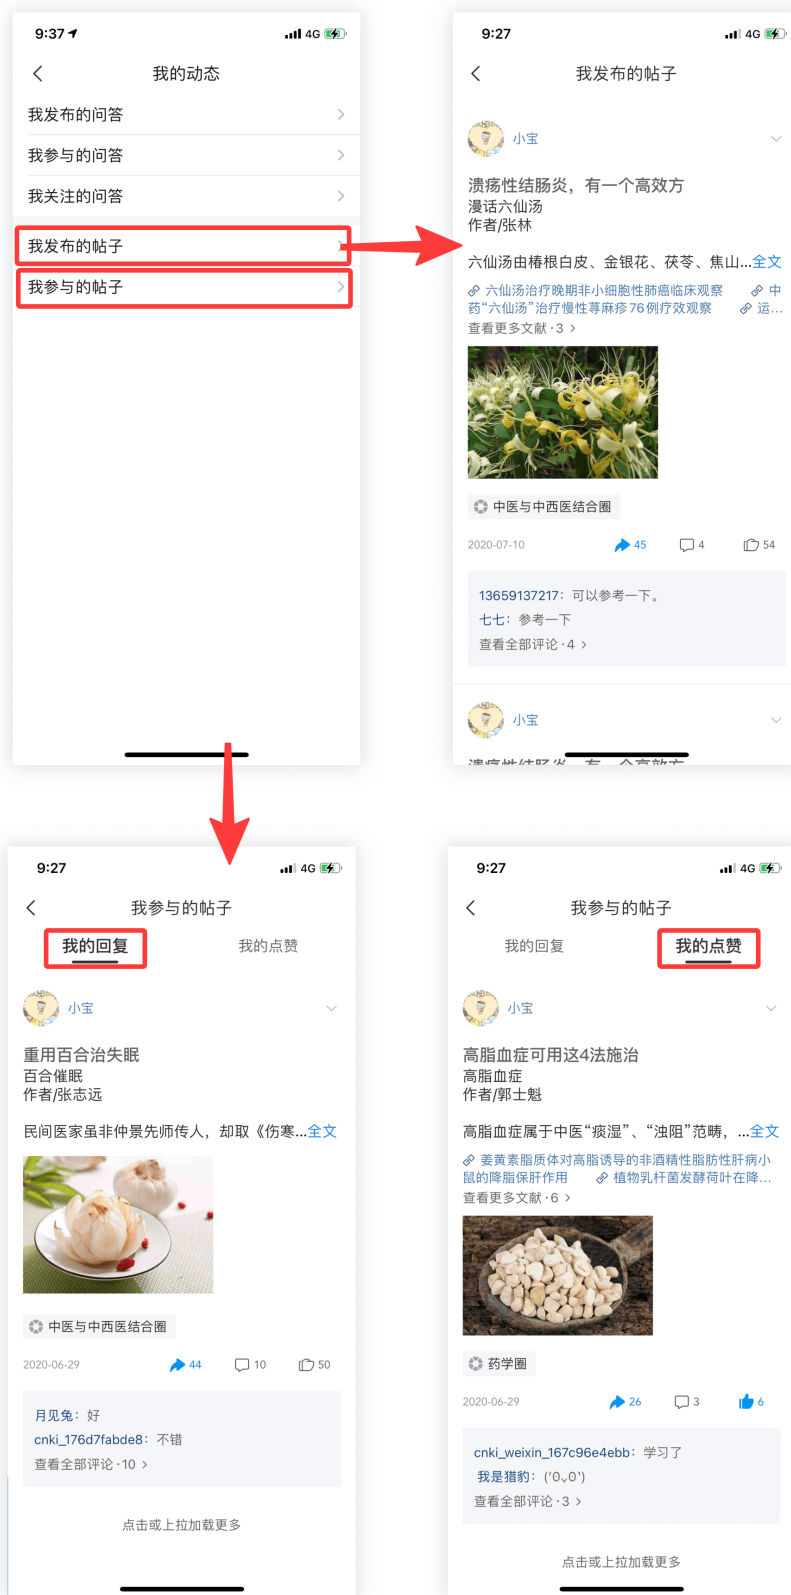 9:37
4G
我的动态
我发布的问答
我参与的问答
我关注的问答
我发布的帖子
我参与的帖子
9:27
4G
我发布的帖子
小宝
溃疡性结肠炎，有一个高效方
漫话六仙汤
作者/张林
六仙汤由椿根白皮、金银花、茯苓、焦山...全文
六仙汤治疗晚期非小细胞性肺癌临床观察 中
药“六仙汤”治疗慢性荨麻疹76例疗效观察 运...
查看更多文献·3 >
中医与中西医结合圈
2020-07-10 45 4 54
13659137217：可以参考一下。
七七：参考一下
查看全部评论·4 >
小宝
溃疡性结肠炎，有一个高效方
9:27
4G
我参与的帖子
我的回复 我的点赞
小宝
重用百合治失眠
百合催眠
作者/张志远
民间医家虽非仲景先师传人，却取《伤寒...全文
中医与中西医结合圈
2020-06-29 44 10 50
月见兔：好
cnki_176d7fabde8：不错
查看全部评论·10 >
点击或上拉加载更多
9:27
4G
我参与的帖子
我的回复 我的点赞
小宝
高脂血症可用这4法施治
高脂血症
作者/郭士魁
高脂血症属于中医“痰湿”、“浊阻”范畴，...全文
姜黄素脂质体对高脂诱导的非酒精性脂肪性肝病小
鼠的降脂保肝作用 植物乳杆菌发酵荷叶在降...
查看更多文献·6 >
药学圈
2020-06-29 26 3 6
cnki_weixin_167c96e4ebb：学习了
我是猎豹：('0ᴗ0')
查看全部评论·3 >
点击或上拉加载更多